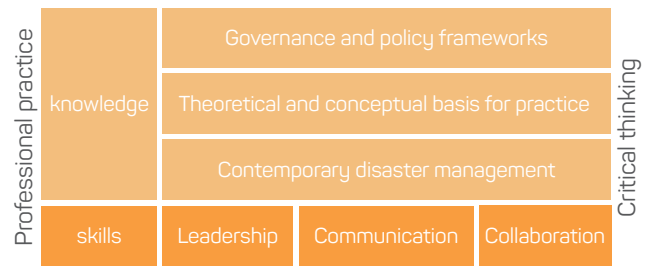 Professional practice
knowledge
Governance and policy frameworks
Theoretical and conceptual basis for practice
Contemporary disaster management
skills
Leadership
Communication
Collaboration
Critical thinking